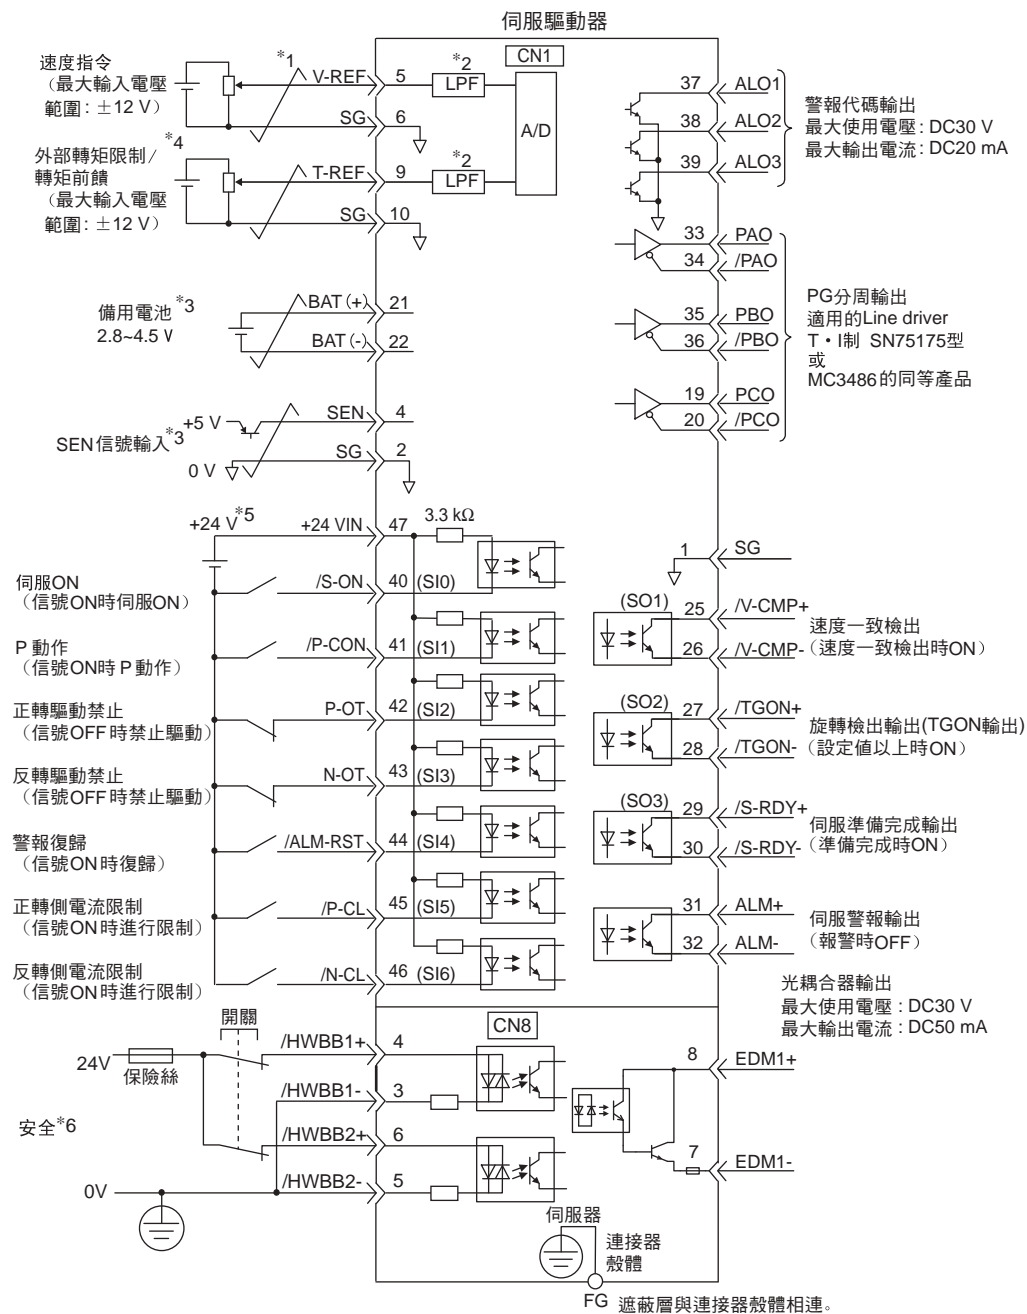 伺服驅動器
CN1
速度指令
（最大輸入電壓
範圍: ±12 V）
*1
V-REF
5
*2
LPF
SG
6
A/D
*4
外部轉矩限制/
轉矩前饋
（最大輸入電壓
範圍: ±12 V）
T-REF
9
*2
LPF
SG
10
37
ALO1
38
ALO2
39
ALO3
警報代碼輸出
最大使用電壓: DC30 V
最大輸出電流: DC20 mA
33
PAO
34
/PAO
35
PBO
36
/PBO
19
PCO
20
/PCO
PG分周輸出
適用的Line driver
T・I制 SN75175型
或
MC3486的同等產品
備用電池*3
2.8~4.5 V
BAT (+)
21
BAT (-)
22
+5 V
SEN信號輸入*3
0 V
SEN
4
SG
2
+24 V*5
+24 VIN
47
3.3 kΩ
伺服ON
（信號ON時伺服ON）
/S-ON
40
(SI0)
P 動作
（信號ON時 P 動作）
/P-CON
41
(SI1)
正轉驅動禁止
（信號OFF 時禁止驅動）
P-OT
42
(SI2)
反轉驅動禁止
（信號OFF 時禁止驅動）
N-OT
43
(SI3)
警報復歸
（信號ON時復歸）
/ALM-RST
44
(SI4)
正轉側電流限制
（信號ON時進行限制）
/P-CL
45
(SI5)
反轉側電流限制
（信號ON時進行限制）
/N-CL
46
(SI6)
1
SG
(SO1)
25
/V-CMP+
速度一致檢出
26
/V-CMP-
（速度一致檢出時ON）
(SO2)
27
/TGON+
旋轉檢出輸出(TGON輸出)
28
/TGON-
（設定值以上時ON）
(SO3)
29
/S-RDY+
伺服準備完成輸出
30
/S-RDY-
（準備完成時ON）
31
ALM+
伺服警報輸出
32
ALM-
（報警時OFF）
光耦合器輸出
最大使用電壓 : DC30 V
最大輸出電流 : DC50 mA
開關
CN8
24V
保險絲
/HWBB1+
4
/HWBB1-
3
安全*6
/HWBB2+
6
0V
/HWBB2-
5
8
EDM1+
7
EDM1-
伺服器
連接器
殼體
FG
遮蔽層與連接器殼體相連。